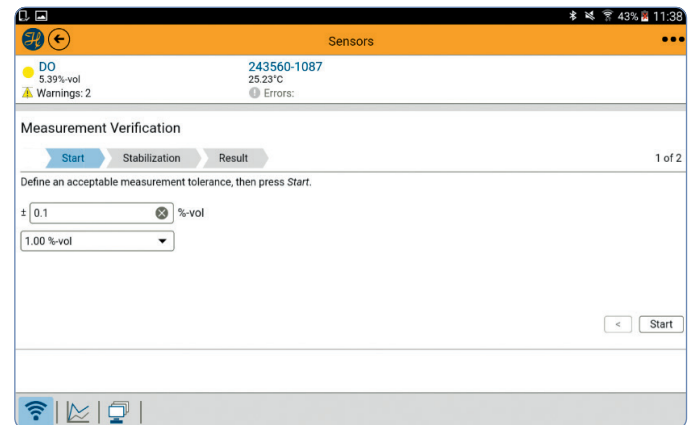 43% 11:38
H
Sensors
DO
243560-1087
5.39%-vol
25.23°C
Warnings: 2
Errors:
Measurement Verification
Start
Stabilization
Result
1 of 2
Define an acceptable measurement tolerance, then press Start.
± 0.1 %-vol
1.00 %-vol
< Start